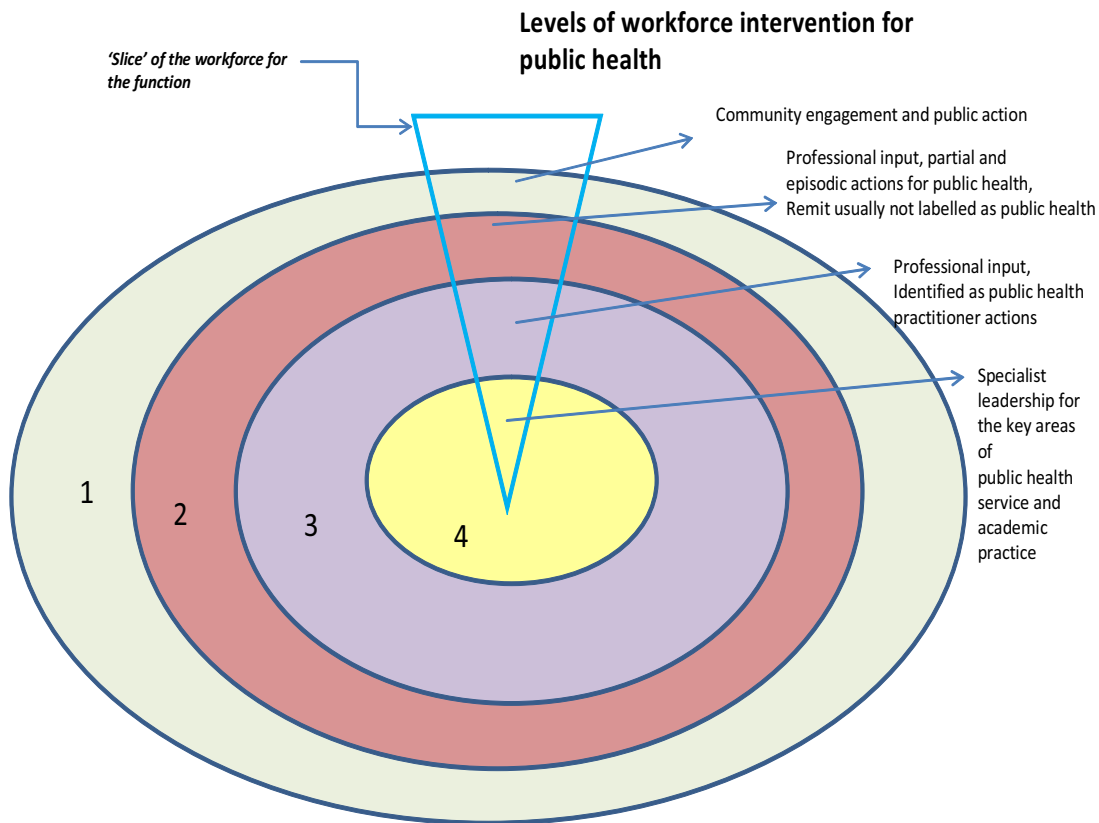 Levels of workforce intervention for
public health
‘Slice’ of the workforce for
the function
Community engagement and public action
Professional input, partial and
episodic actions for public health,
Remit usually not labelled as public health
Professional input,
Identified as public health
practitioner actions
Specialist
leadership for
the key areas
of
public health
service and
academic
practice
1
2
3
4